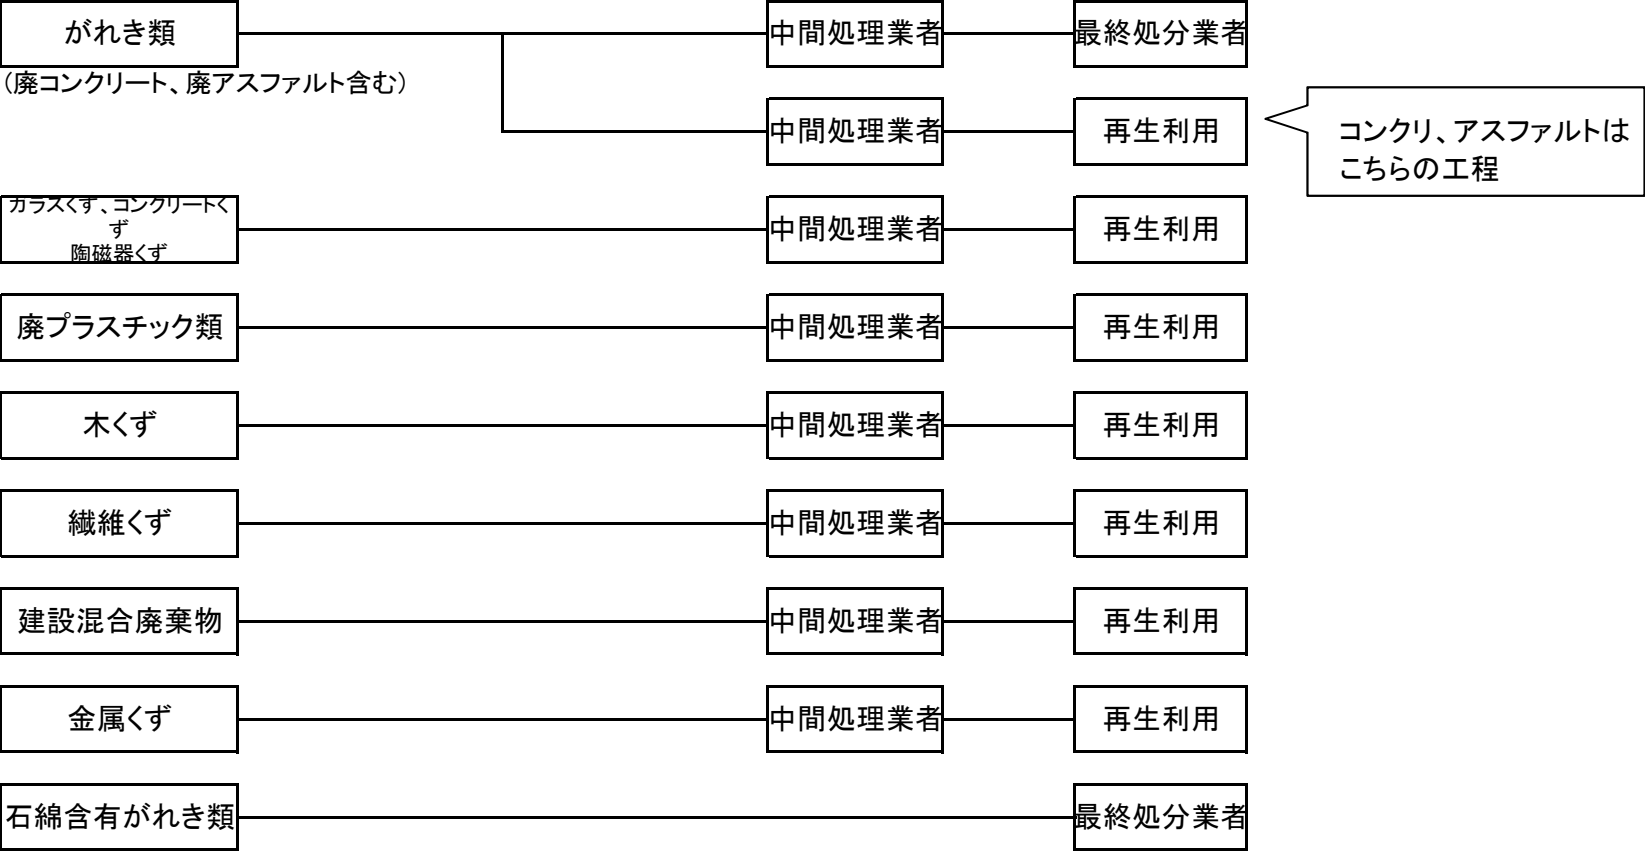 がれき類
中間処理業者
最終処分業者
（廃コンクリート、廃アスファルト含む）
中間処理業者
再生利用
コンクリ、アスファルトは
こちらの工程
ガラスくず、コンクリートく
ず
陶磁器くず
中間処理業者
再生利用
廃プラスチック類
中間処理業者
再生利用
木くず
中間処理業者
再生利用
繊維くず
中間処理業者
再生利用
建設混合廃棄物
中間処理業者
再生利用
金属くず
中間処理業者
再生利用
石綿含有がれき類
最終処分業者